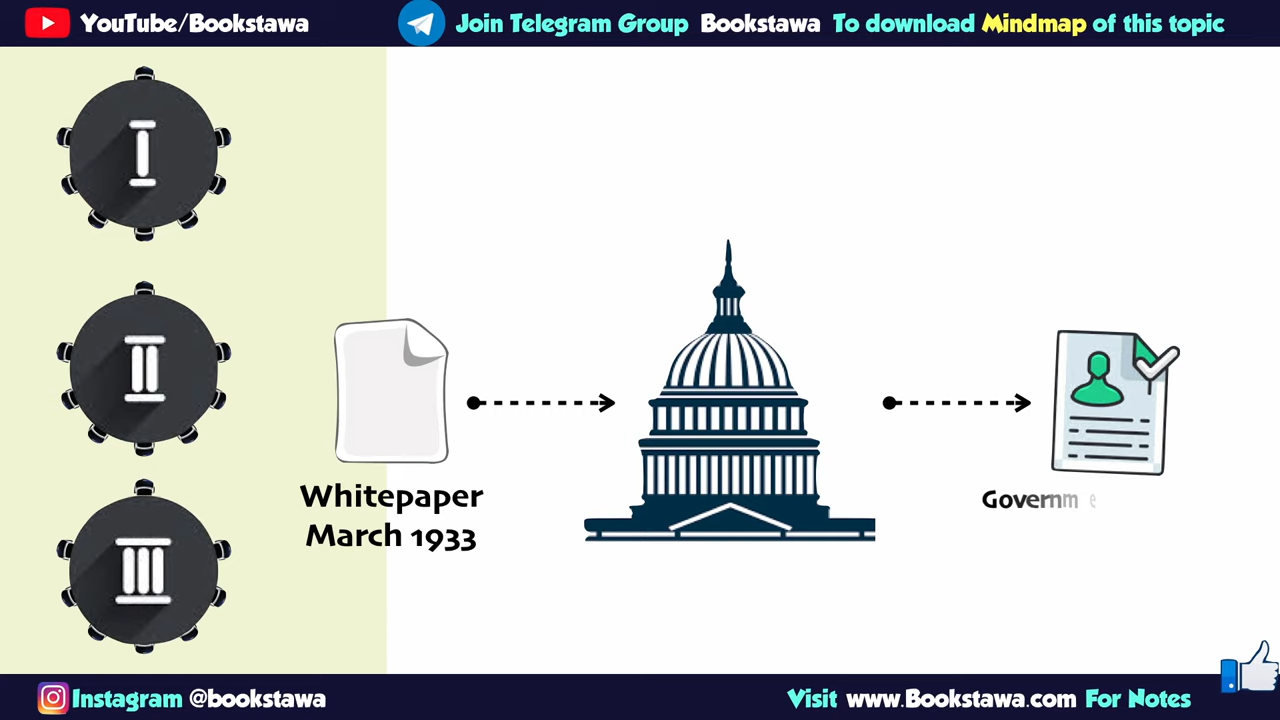 YouTube/Bookstawa
Join Telegram Group Bookstawa To download Mindmap of this topic
I
II
III
Whitepaper
March 1933
Instagram @bookstawa
Visit www.Bookstawa.com For Notes